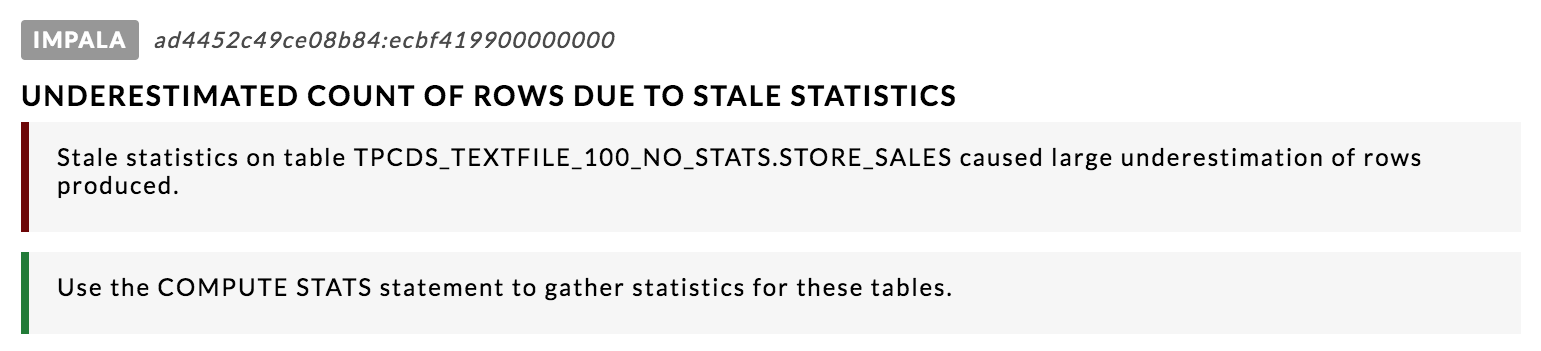 IMPALA ad4452c49ce08b84:ecbf419900000000
UNDERESTIMATED COUNT OF ROWS DUE TO STALE STATISTICS
Stale statistics on table TPCDS_TEXTFILE_100_NO_STATS.STORE_SALES caused large underestimation of rows
produced.
Use the COMPUTE STATS statement to gather statistics for these tables.